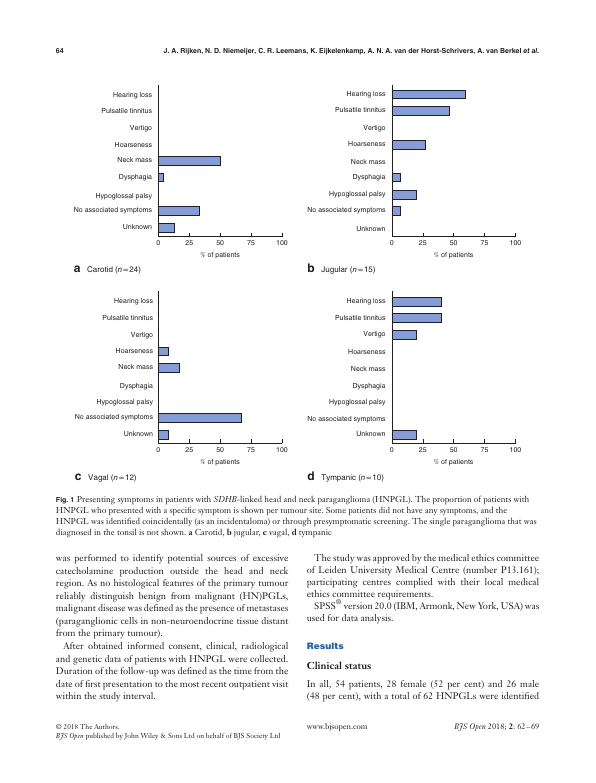 64
J. A. Rijken, N. D. Niemeijer, C. R. Leemans, K. Eijkelenkamp, A. N. A. van der Horst-Schrivers, A. van Berkel et al.
Hearing loss
Pulsatile tinnitus
Vertigo
Hoarseness
Neck mass
Dysphagia
Hypoglossal palsy
No associated symptoms
Unknown
0 25 50 75 100
% of patients
a Carotid (n=24)
Hearing loss
Pulsatile tinnitus
Vertigo
Hoarseness
Neck mass
Dysphagia
Hypoglossal palsy
No associated symptoms
Unknown
0 25 50 75 100
% of patients
b Jugular (n=15)
Hearing loss
Pulsatile tinnitus
Vertigo
Hoarseness
Neck mass
Dysphagia
Hypoglossal palsy
No associated symptoms
Unknown
0 25 50 75 100
% of patients
c Vagal (n=12)
Hearing loss
Pulsatile tinnitus
Vertigo
Hoarseness
Neck mass
Dysphagia
Hypoglossal palsy
No associated symptoms
Unknown
0 25 50 75 100
% of patients
d Tympanic (n=10)
Fig. 1 Presenting symptoms in patients with SDHB-linked head and neck paraganglioma (HNPGL). The proportion of patients with
HNPGL who presented with a specific symptom is shown per tumour site. Some patients did not have any symptoms, and the
HNPGL was identified coincidentally (as an incidentaloma) or through presymptomatic screening. The single paraganglioma that was
diagnosed in the tonsil is not shown. a Carotid, b jugular, c vagal, d tympanic
was performed to identify potential sources of excessive
catecholamine production outside the head and neck
region. As no histological features of the primary tumour
reliably distinguish benign from malignant (HN)PGLs,
malignant disease was defined as the presence of metastases
(paraganglionic cells in non-neuroendocrine tissue distant
from the primary tumour).
After obtained informed consent, clinical, radiological
and genetic data of patients with HNPGL were collected.
Duration of the follow-up was defined as the time from the
date of first presentation to the most recent outpatient visit
within the study interval.
The study was approved by the medical ethics committee
of Leiden University Medical Centre (number P13.161);
participating centres complied with their local medical
ethics committee requirements.
SPSS® version 20.0 (IBM, Armonk, New York, USA) was
used for data analysis.
Results
Clinical status
In all, 54 patients, 28 female (52 per cent) and 26 male
(48 per cent), with a total of 62 HNPGLs were identified
© 2018 The Authors.
BJS Open published by John Wiley & Sons Ltd on behalf of BJS Society Ltd
www.bjsopen.com
BJS Open 2018; 2: 62–69